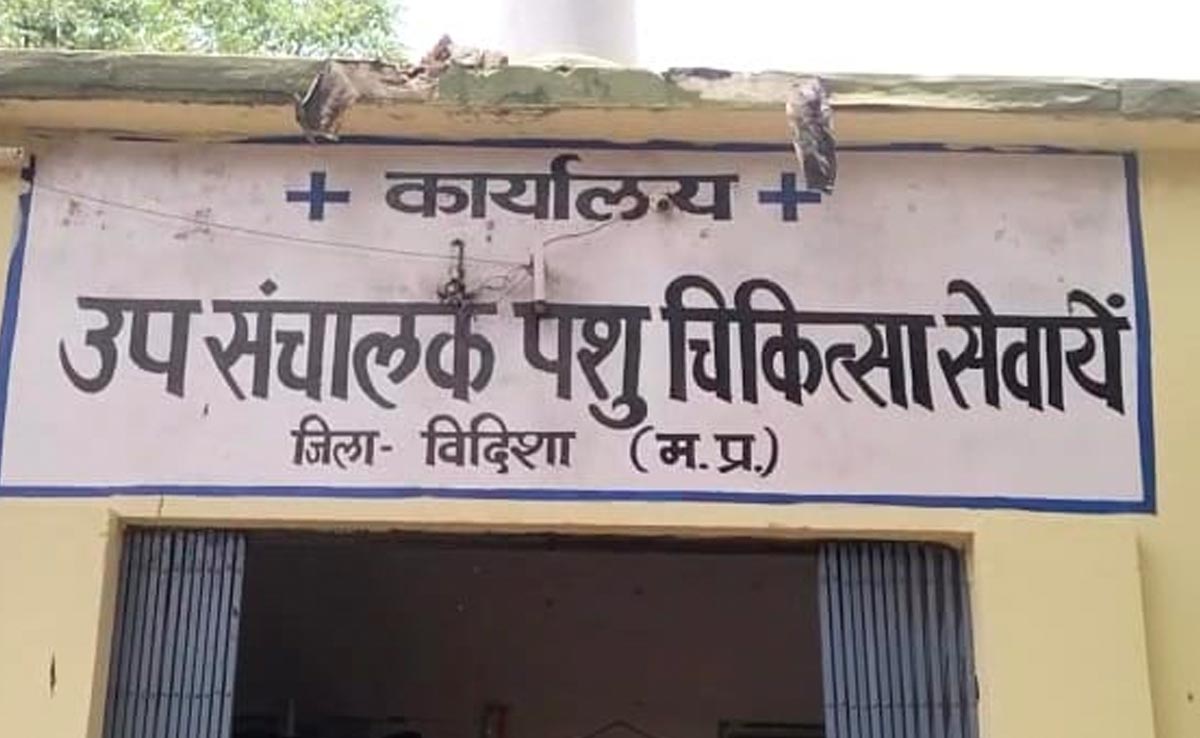 + कार्यालय +
उप संचालक पशु चिकित्सा सेवायें
जिला- विदिशा (म.प्र.)